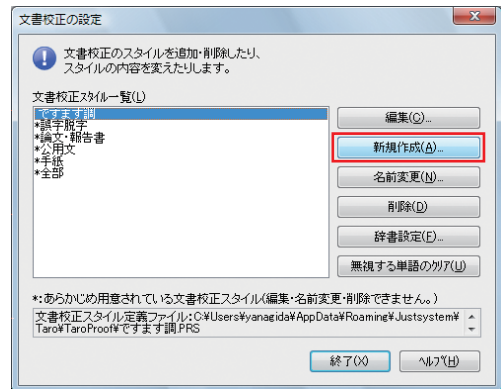 文書校正の設定
文書校正のスタイルを追加・削除したり、
スタイルの内容を変えたりします。
文書校正スタイル一覧(L)
ですます調
*誤字脱字
*論文・報告書
*公用文
*手紙
*全部
編集(C)...
新規作成(A)...
名前変更(N)...
削除(D)
辞書設定(F)...
無視する単語のクリア(U)
*:あらかじめ用意されている文書校正スタイル(編集・名前変更・削除できません。)
文書校正スタイル定義ファイル:C:¥Users¥yanagida¥AppData¥Roaming¥Justsystem¥
Taro¥TaroProof¥ですます調.PRS
終了(X)
ヘルプ(H)